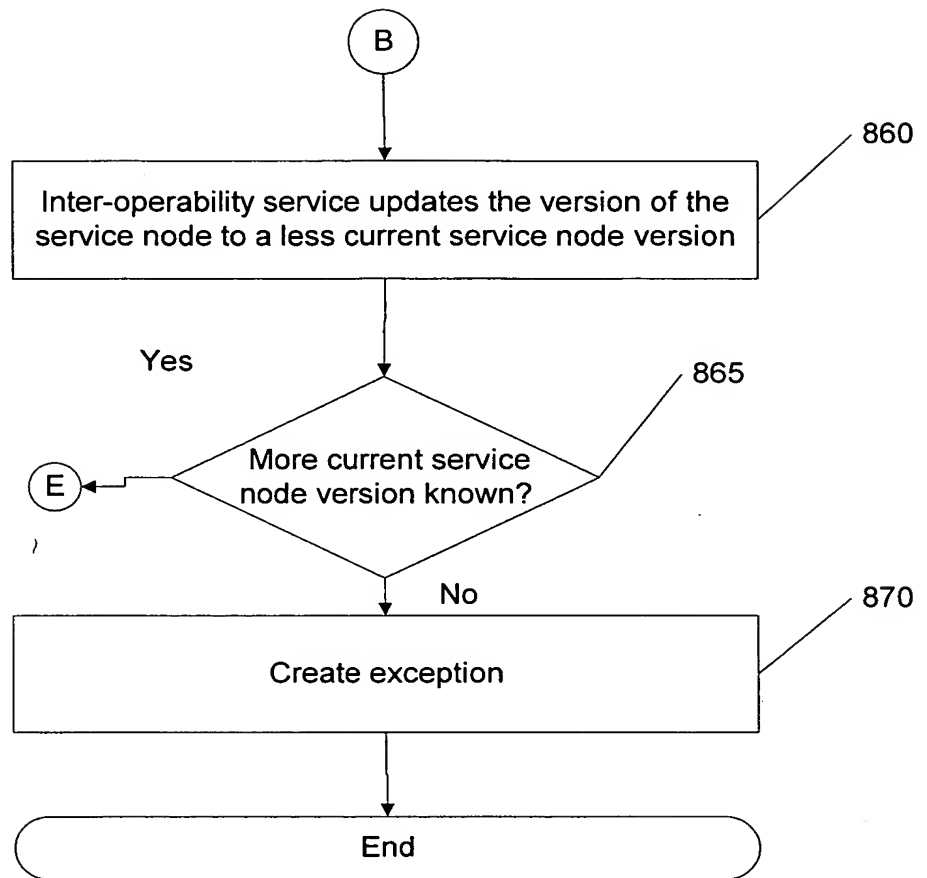 B
860
Inter-operability service updates the version of the
service node to a less current service node version
Yes
865
More current service
node version known?
E
No
870
Create exception
End